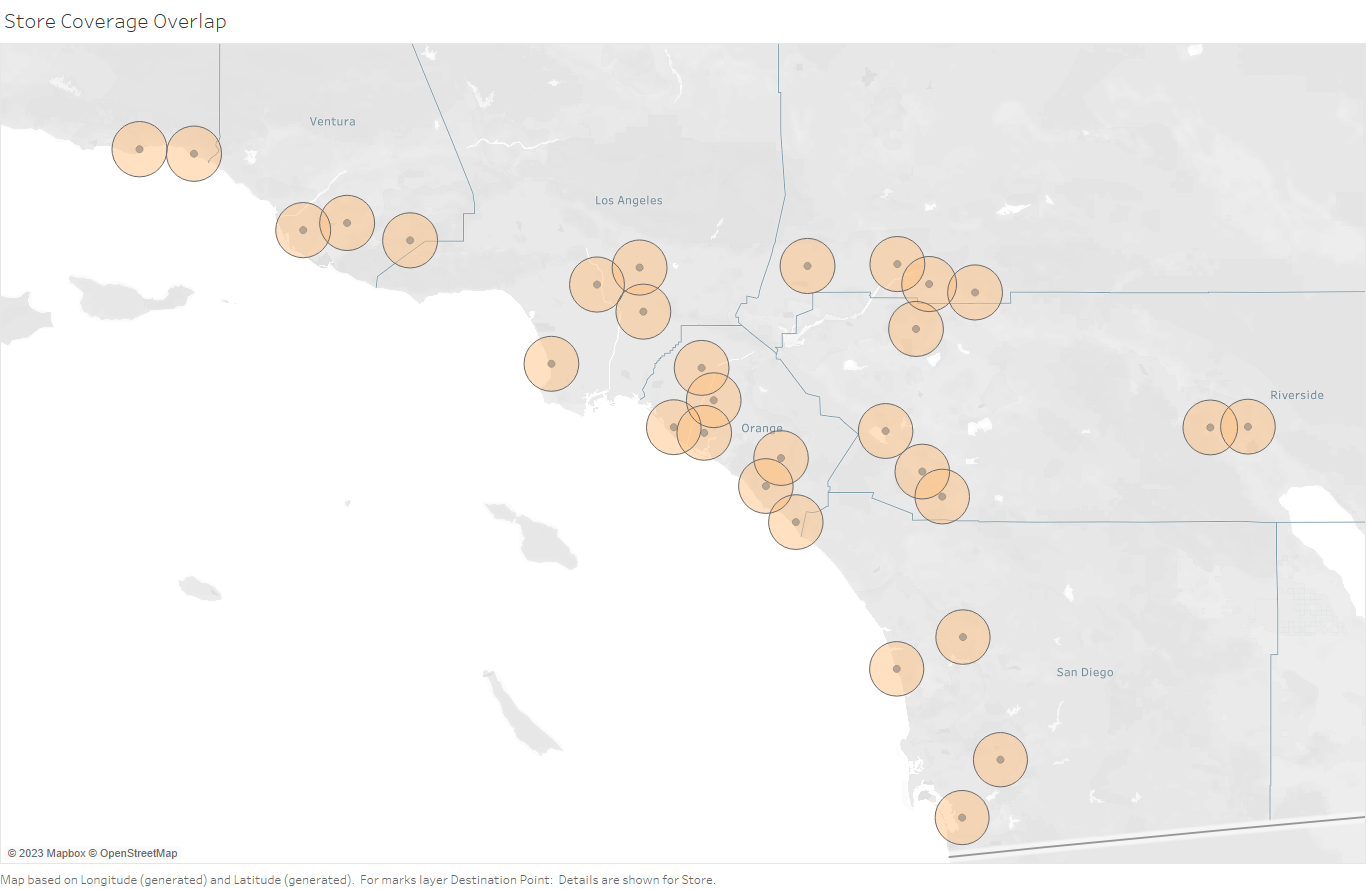 Store Coverage Overlap
Ventura
Los Angeles
Riverside
Orange
San Diego
© 2023 Mapbox © OpenStreetMap
Map based on Longitude (generated) and Latitude (generated). For marks layer Destination Point: Details are shown for Store.